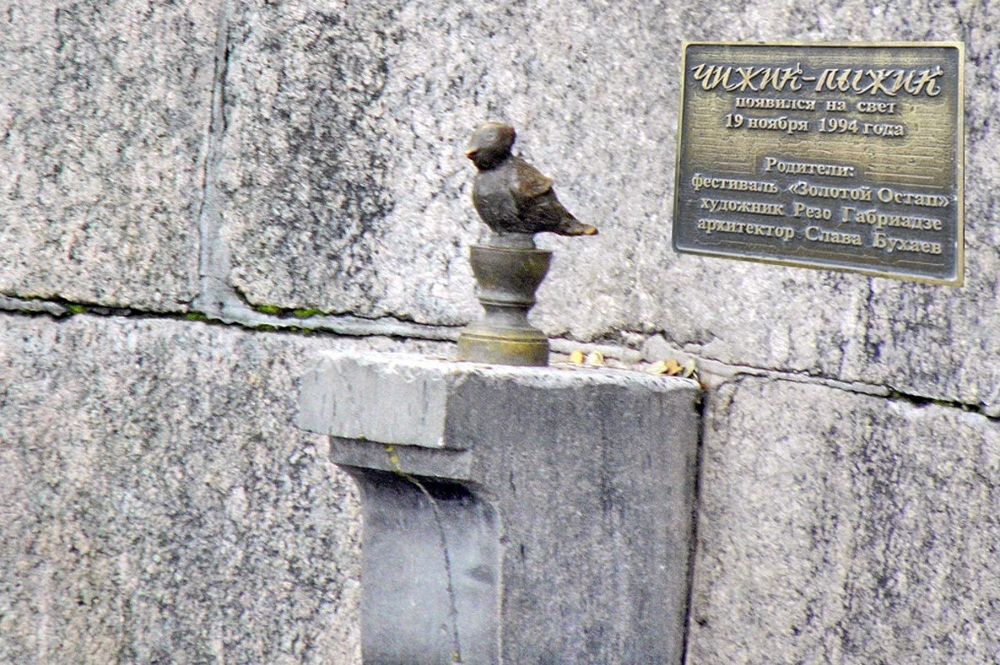 ЧИЖИК-ПЫЖИК
появился на свет
19 ноября 1994 года
Родители:
фестиваль «Золотой Остап»
художник Резо Габриадзе
архитектор Слава Бухаев